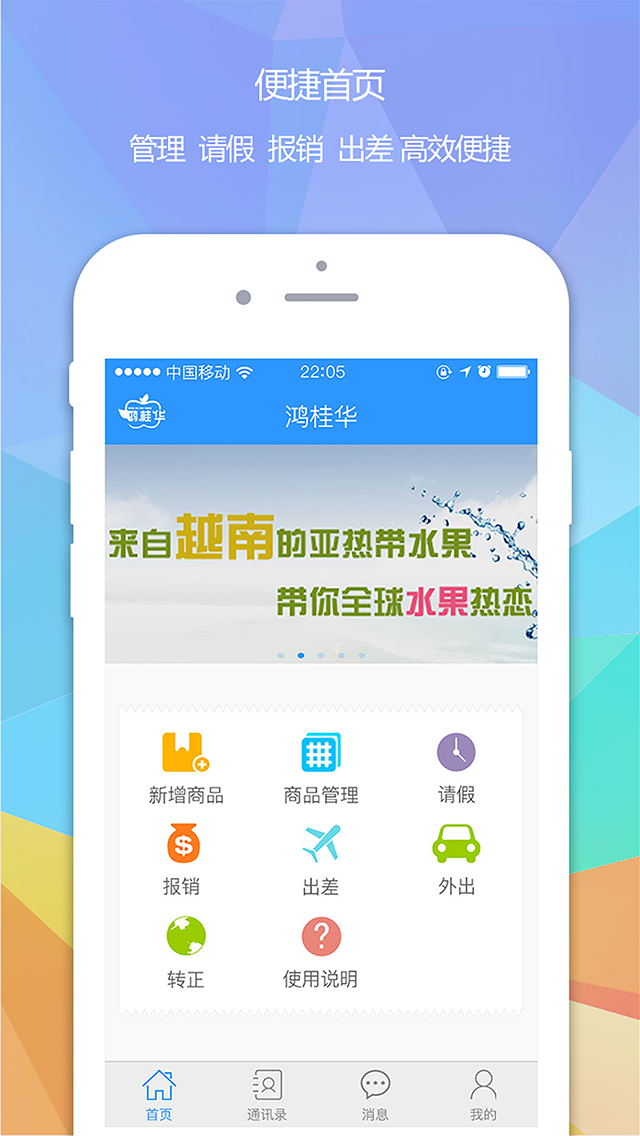 便捷首页
管理 请假 报销 出差 高效便捷
中国移动 22:05
鸿桂华 鸿桂华
来自越南的亚热带水果
带你全球水果热恋
新增商品 商品管理 请假
报销 出差 外出
转正 使用说明
首页 通讯录 消息 我的